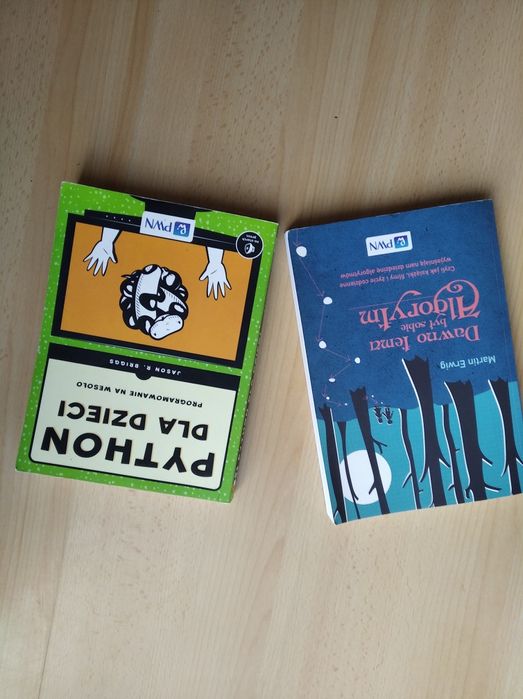 PYTHON
DLA DZIECI
PROGRAMOWANIE NA WESOŁO
JASON R. BRIGGS
PWN
Martin Erwig
Dawno temu
był sobie
Algorytm
Czyli jak książki, filmy i życie codzienne
wyjaśniają nam dziedzinę algorytmów
PWN